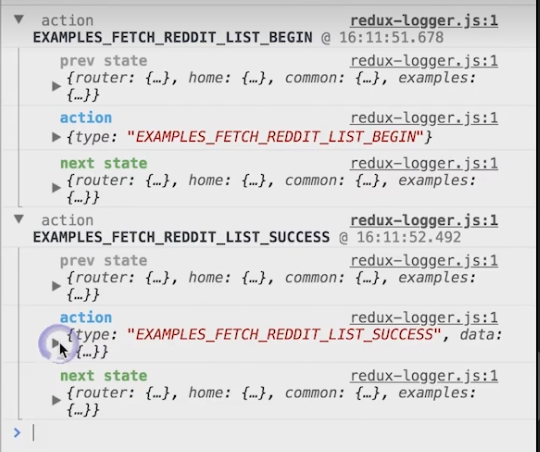 action redux-logger.js:1
EXAMPLES_FETCH_REDDIT_LIST_BEGIN @ 16:11:51.678
prev state redux-logger.js:1
{router: {…}, home: {…}, common: {…}, examples:
{…}}
action redux-logger.js:1
{type: "EXAMPLES_FETCH_REDDIT_LIST_BEGIN"}
next state redux-logger.js:1
{router: {…}, home: {…}, common: {…}, examples:
{…}}
action redux-logger.js:1
EXAMPLES_FETCH_REDDIT_LIST_SUCCESS @ 16:11:52.492
prev state redux-logger.js:1
{router: {…}, home: {…}, common: {…}, examples:
{…}}
action redux-logger.js:1
{type: "EXAMPLES_FETCH_REDDIT_LIST_SUCCESS", data:
{…}}
next state redux-logger.js:1
{router: {…}, home: {…}, common: {…}, examples:
{…}}